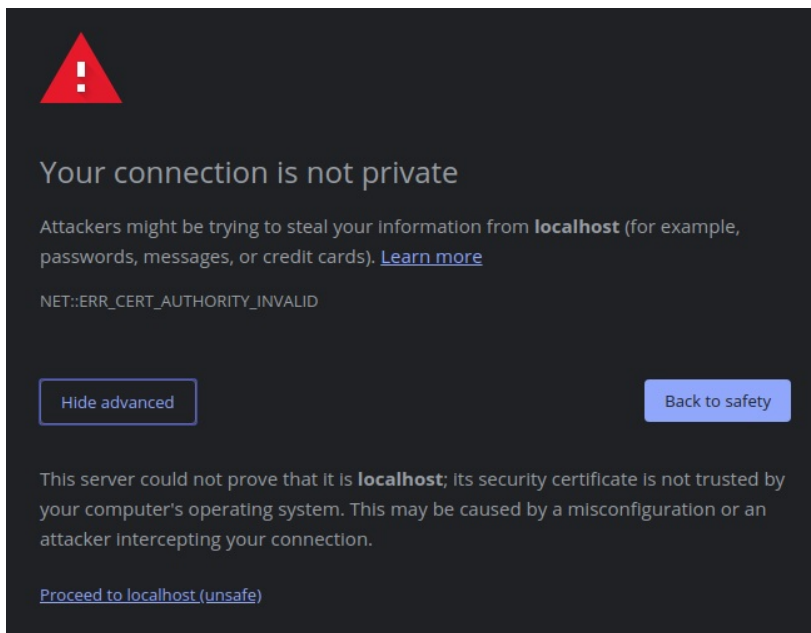 !
Your connection is not private
Attackers might be trying to steal your information from localhost (for example,
passwords, messages, or credit cards). Learn more
NET::ERR_CERT_AUTHORITY_INVALID
Hide advanced
Back to safety
This server could not prove that it is localhost; its security certificate is not trusted by
your computer's operating system. This may be caused by a misconfiguration or an
attacker intercepting your connection.
Proceed to localhost (unsafe)